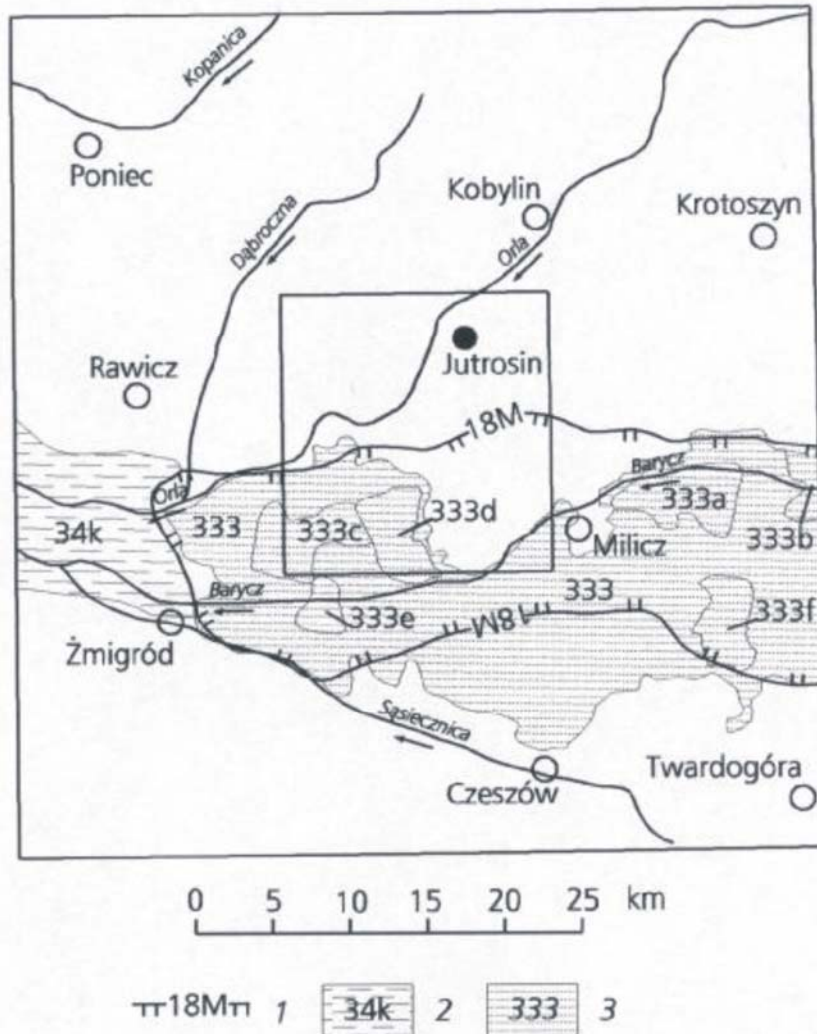 Kopanica
Poniec
Dąbroczna
Kobylin
Krotoszyn
Orla
Jutrosin
Rawicz
18M
Barycz
Orla
333
333c
333d
333a
333b
34k
Milicz
Barycz
333
333e
18M
333f
Żmigród
Sąsiecznica
Czeszów
Twardogóra
0 5 10 15 20 25 km
18M 1 34k 2 333 3